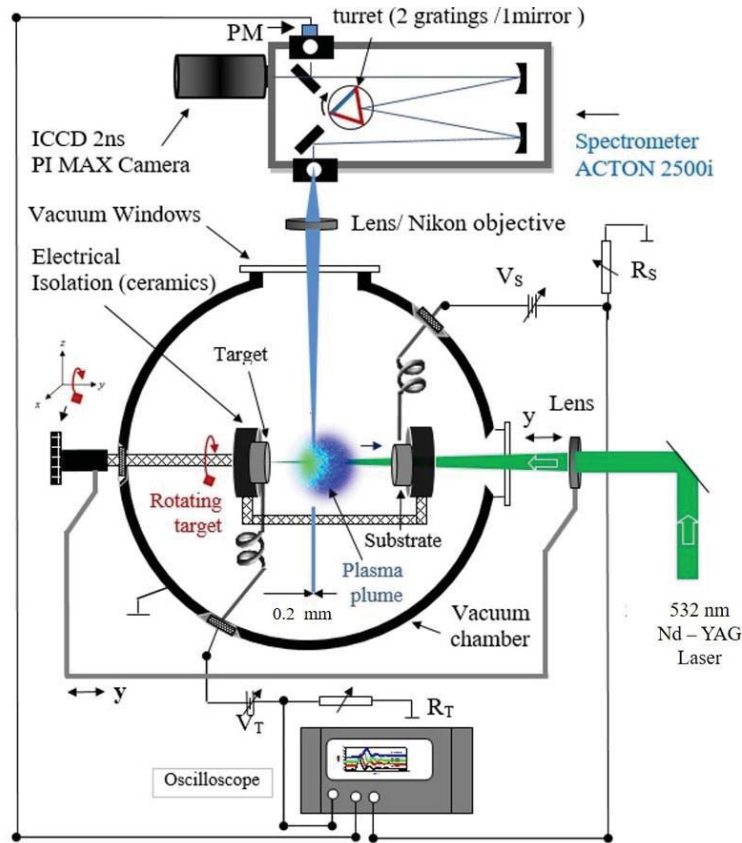 turret (2 gratings /1mirror )
PM
ICCD 2ns
PI MAX Camera
Spectrometer
ACTON 2500i
Vacuum Windows
Lens/ Nikon objective
Electrical
Isolation (ceramics)
VS
RS
Target
z
y
x
y
Lens
Rotating
target
Substrate
Plasma
plume
0.2 mm
Vacuum
chamber
532 nm
Nd – YAG
Laser
y
VT
RT
Oscilloscope